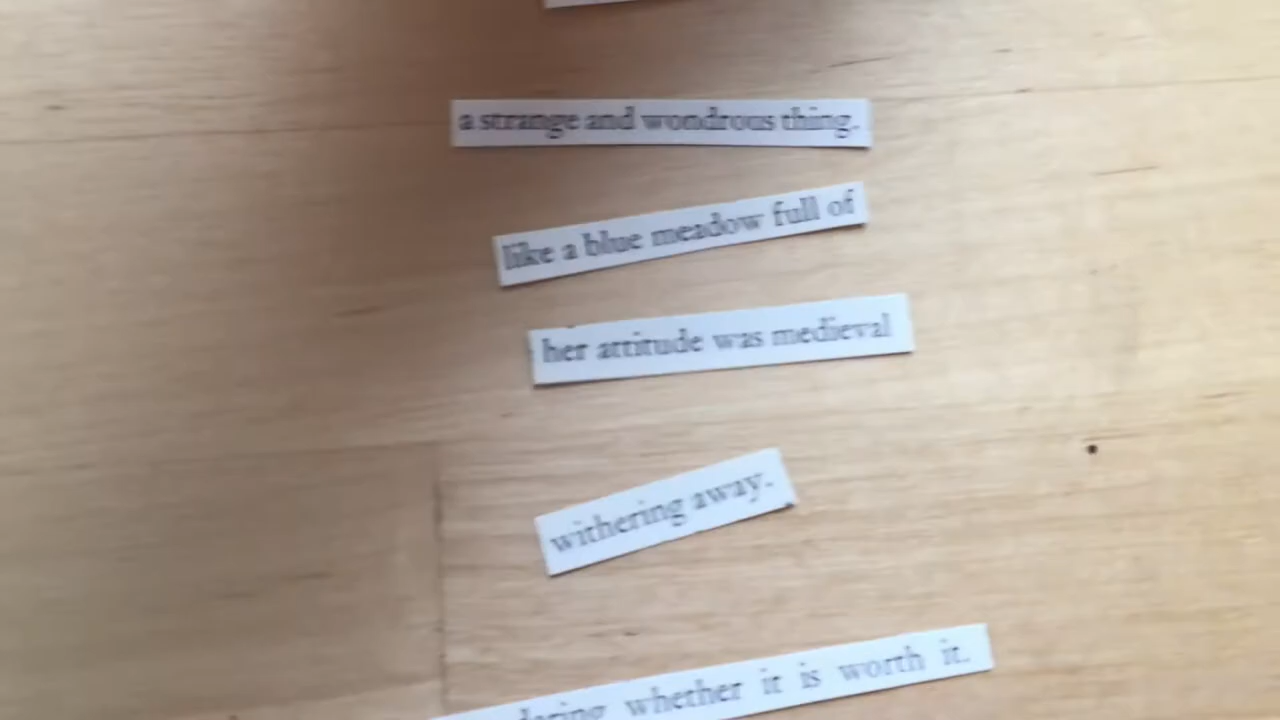 a strange and wondrous thing.
like a blue meadow full of
her attitude was medieval
withering away.
whether it is worth it.